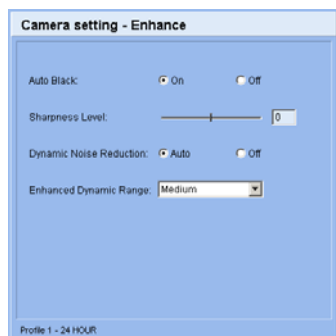 Camera setting - Enhance
Auto Black: On Off
Sharpness Level: 0
Dynamic Noise Reduction: Auto Off
Enhanced Dynamic Range: Medium
Profile 1 - 24 HOUR